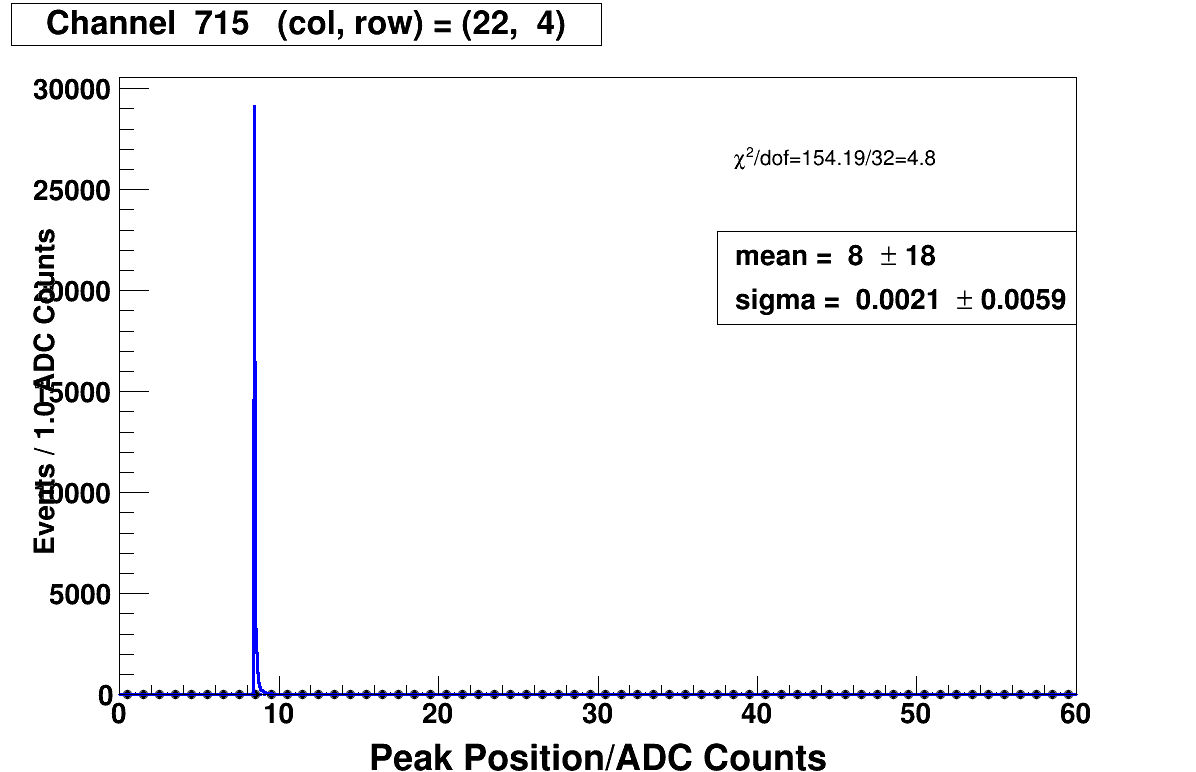 Channel 715 (col, row) = (22, 4)
30000
25000
20000
15000
10000
5000
0
Events / 1.0 ADC Counts
χ²/dof=154.19/32=4.8
mean = 8 ± 18
sigma = 0.0021 ± 0.0059
0 10 20 30 40 50 60
Peak Position/ADC Counts